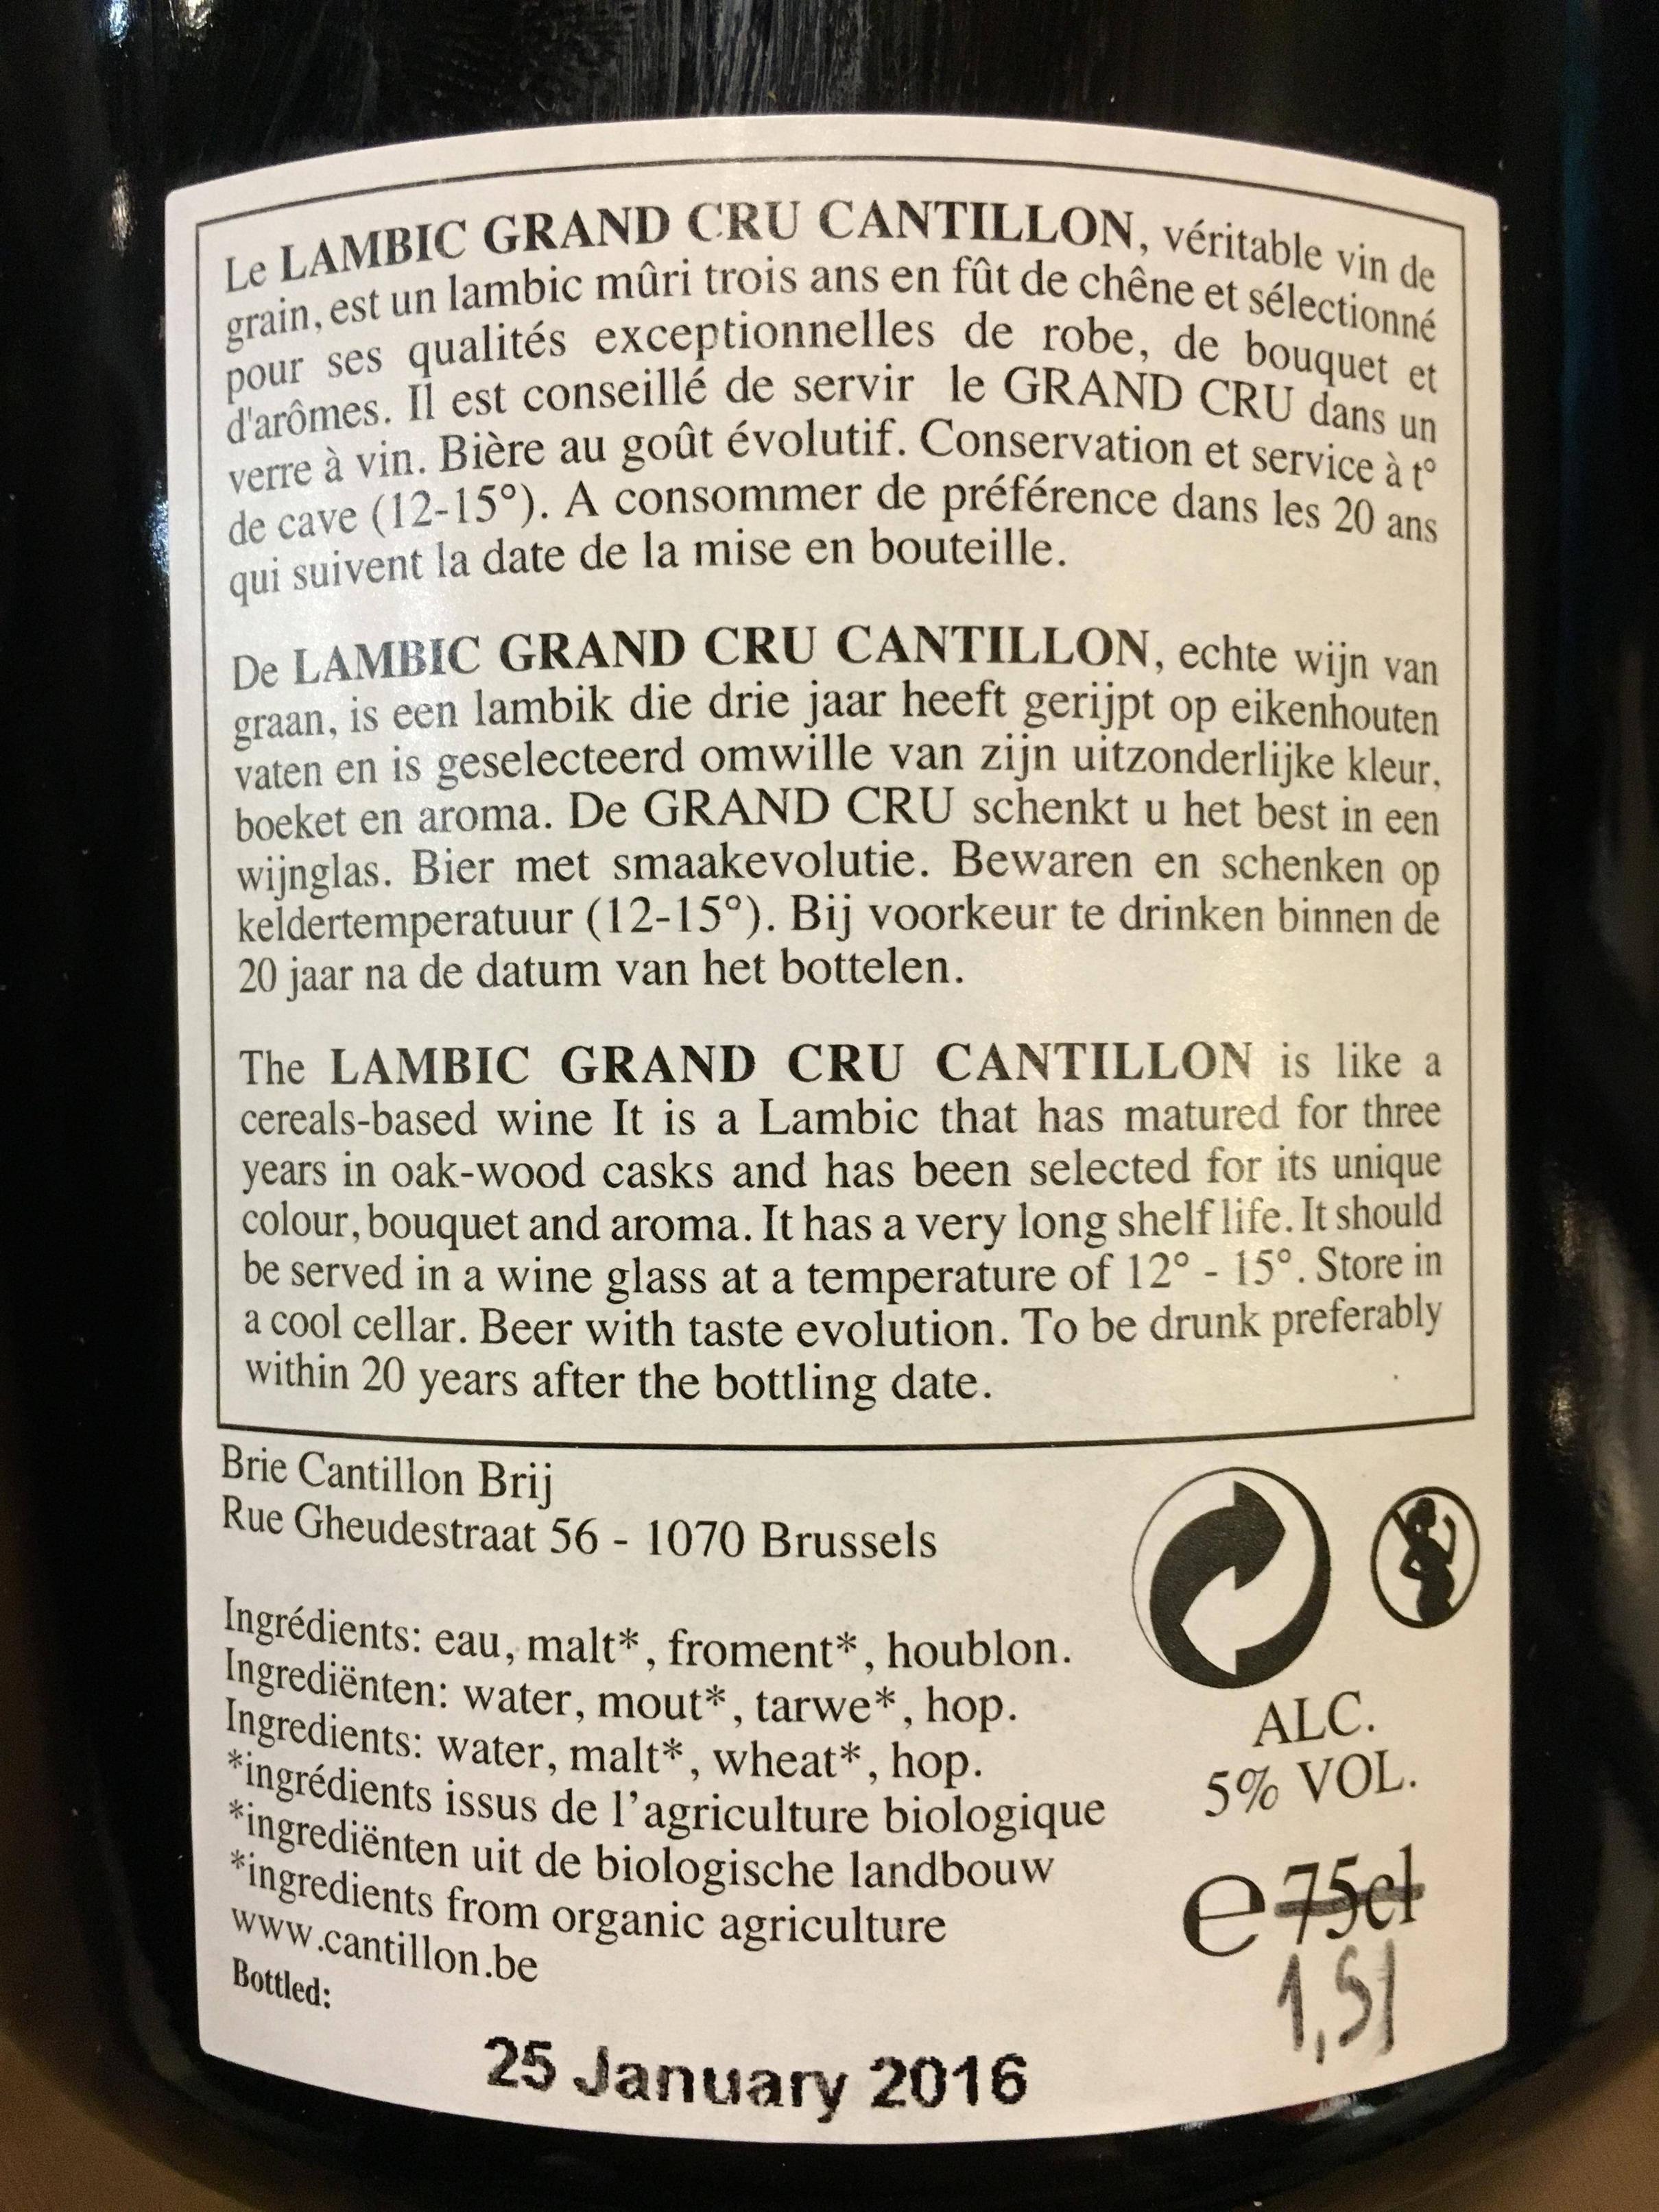 Le LAMBIC GRAND CRU CANTILLON, véritable vin de
grain, est un lambic mûri trois ans en fût de chêne et sélectionné
pour ses qualités exceptionnelles de robe, de bouquet et
d'arômes. Il est conseillé de servir le GRAND CRU dans un
verre à vin. Bière au goût évolutif. Conservation et service à t°
de cave (12-15°). A consommer de préférence dans les 20 ans
qui suivent la date de la mise en bouteille.
De LAMBIC GRAND CRU CANTILLON, echte wijn van
graan, is een lambik die drie jaar heeft gerijpt op eikenhouten
vaten en is geselecteerd omwille van zijn uitzonderlijke kleur,
boeket en aroma. De GRAND CRU schenkt u het best in een
wijnglas. Bier met smaakevolutie. Bewaren en schenken op
keldertemperatuur (12-15°). Bij voorkeur te drinken binnen de
20 jaar na de datum van het bottelen.
The LAMBIC GRAND CRU CANTILLON is like a
cereals-based wine It is a Lambic that has matured for three
years in oak-wood casks and has been selected for its unique
colour, bouquet and aroma. It has a very long shelf life. It should
be served in a wine glass at a temperature of 12° - 15°. Store in
a cool cellar. Beer with taste evolution. To be drunk preferably
within 20 years after the bottling date.
Brie Cantillon Brij
Rue Gheudestraat 56 - 1070 Brussels
Ingrédients: eau, malt*, froment*, houblon.
Ingrediënten: water, mout*, tarwe*, hop.
Ingredients: water, malt*, wheat*, hop.
*ingrédients issus de l'agriculture biologique
*ingrediënten uit de biologische landbouw
*ingredients from organic agriculture
www.cantillon.be
Bottled:
25 January 2016
ALC.
5% VOL.
e 75cl
1,5l